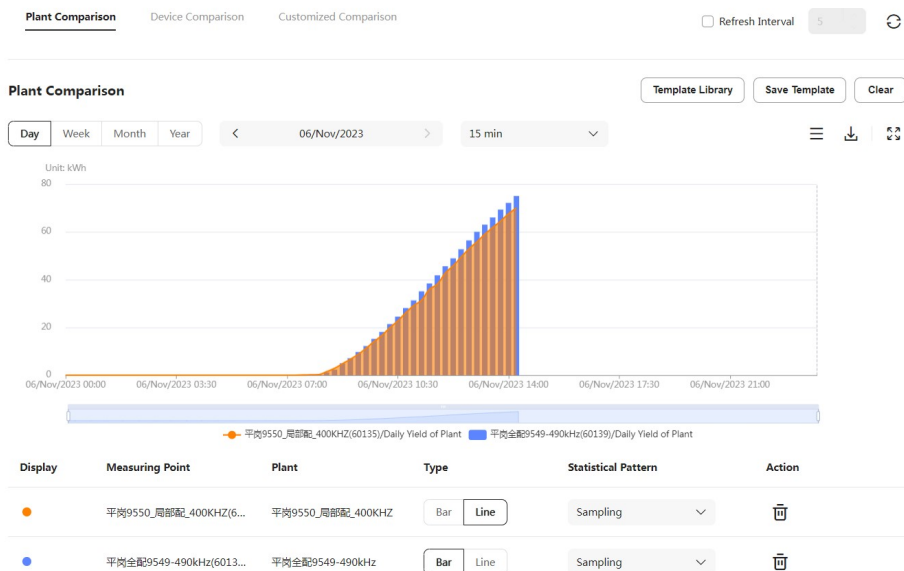 Plant Comparison Device Comparison Customized Comparison Refresh Interval 5
Plant Comparison Template Library Save Template Clear
Day Week Month Year < 06/Nov/2023 > 15 min
Unit: kWh
80
60
40
20
0
06/Nov/2023 00:00 06/Nov/2023 03:30 06/Nov/2023 07:00 06/Nov/2023 10:30 06/Nov/2023 14:00 06/Nov/2023 17:30 06/Nov/2023 21:00
平岗9550_局部配_400KHZ(60135)/Daily Yield of Plant 平岗全配9549-490kHz(60139)/Daily Yield of Plant
Display Measuring Point Plant Type Statistical Pattern Action
平岗9550_局部配_400KHZ(6... 平岗9550_局部配_400KHZ Bar Line Sampling
平岗全配9549-490kHz(6013... 平岗全配9549-490kHz Bar Line Sampling